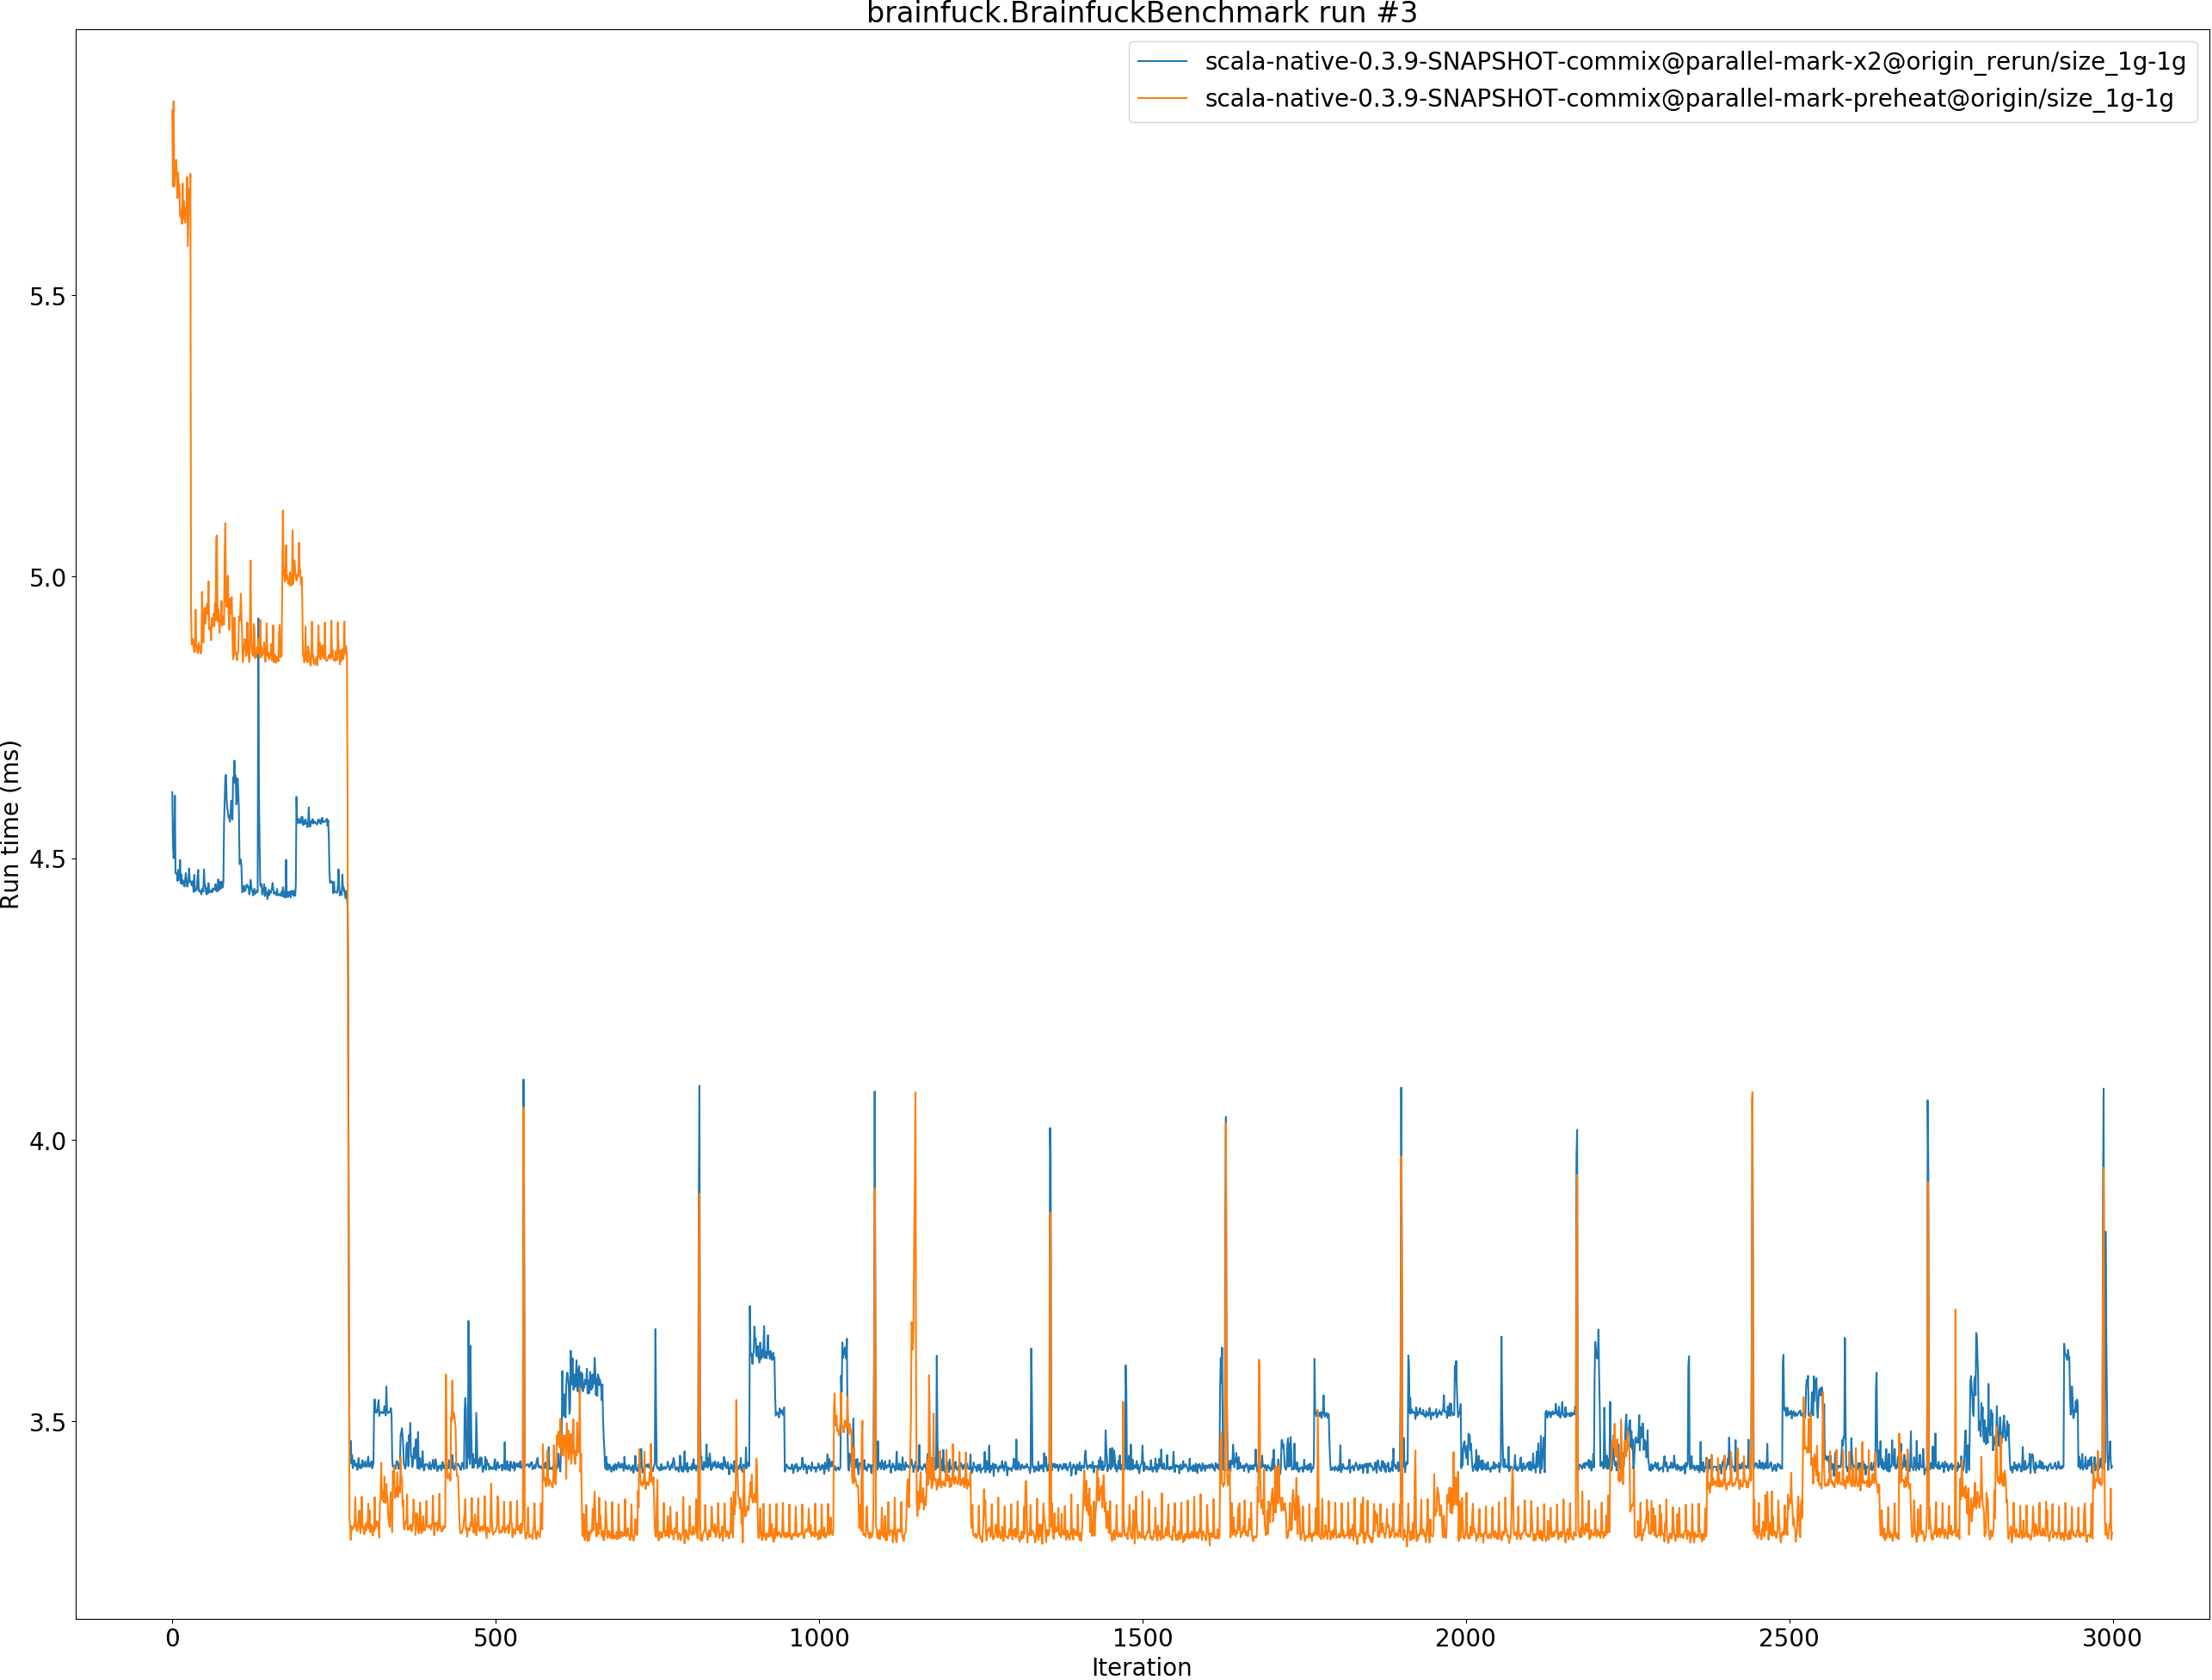 brainfuck.BrainfuckBenchmark run #3
scala-native-0.3.9-SNAPSHOT-commix@parallel-mark-x2@origin_rerun/size_1g-1g
scala-native-0.3.9-SNAPSHOT-commix@parallel-mark-preheat@origin/size_1g-1g
Run time (ms)
5.5
5.0
4.5
4.0
3.5
0 500 1000 1500 2000 2500 3000
Iteration